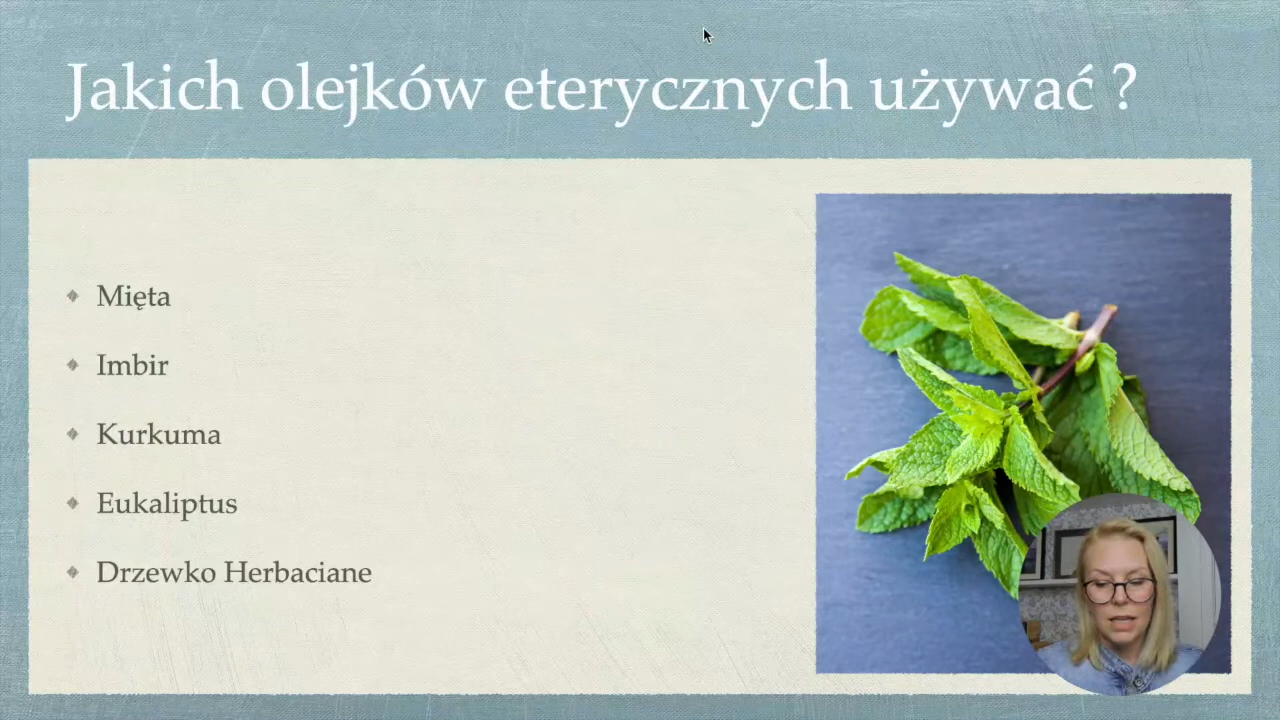 Jakich olejków eterycznych używać ?
Mięta
Imbir
Kurkuma
Eukaliptus
Drzewko Herbaciane